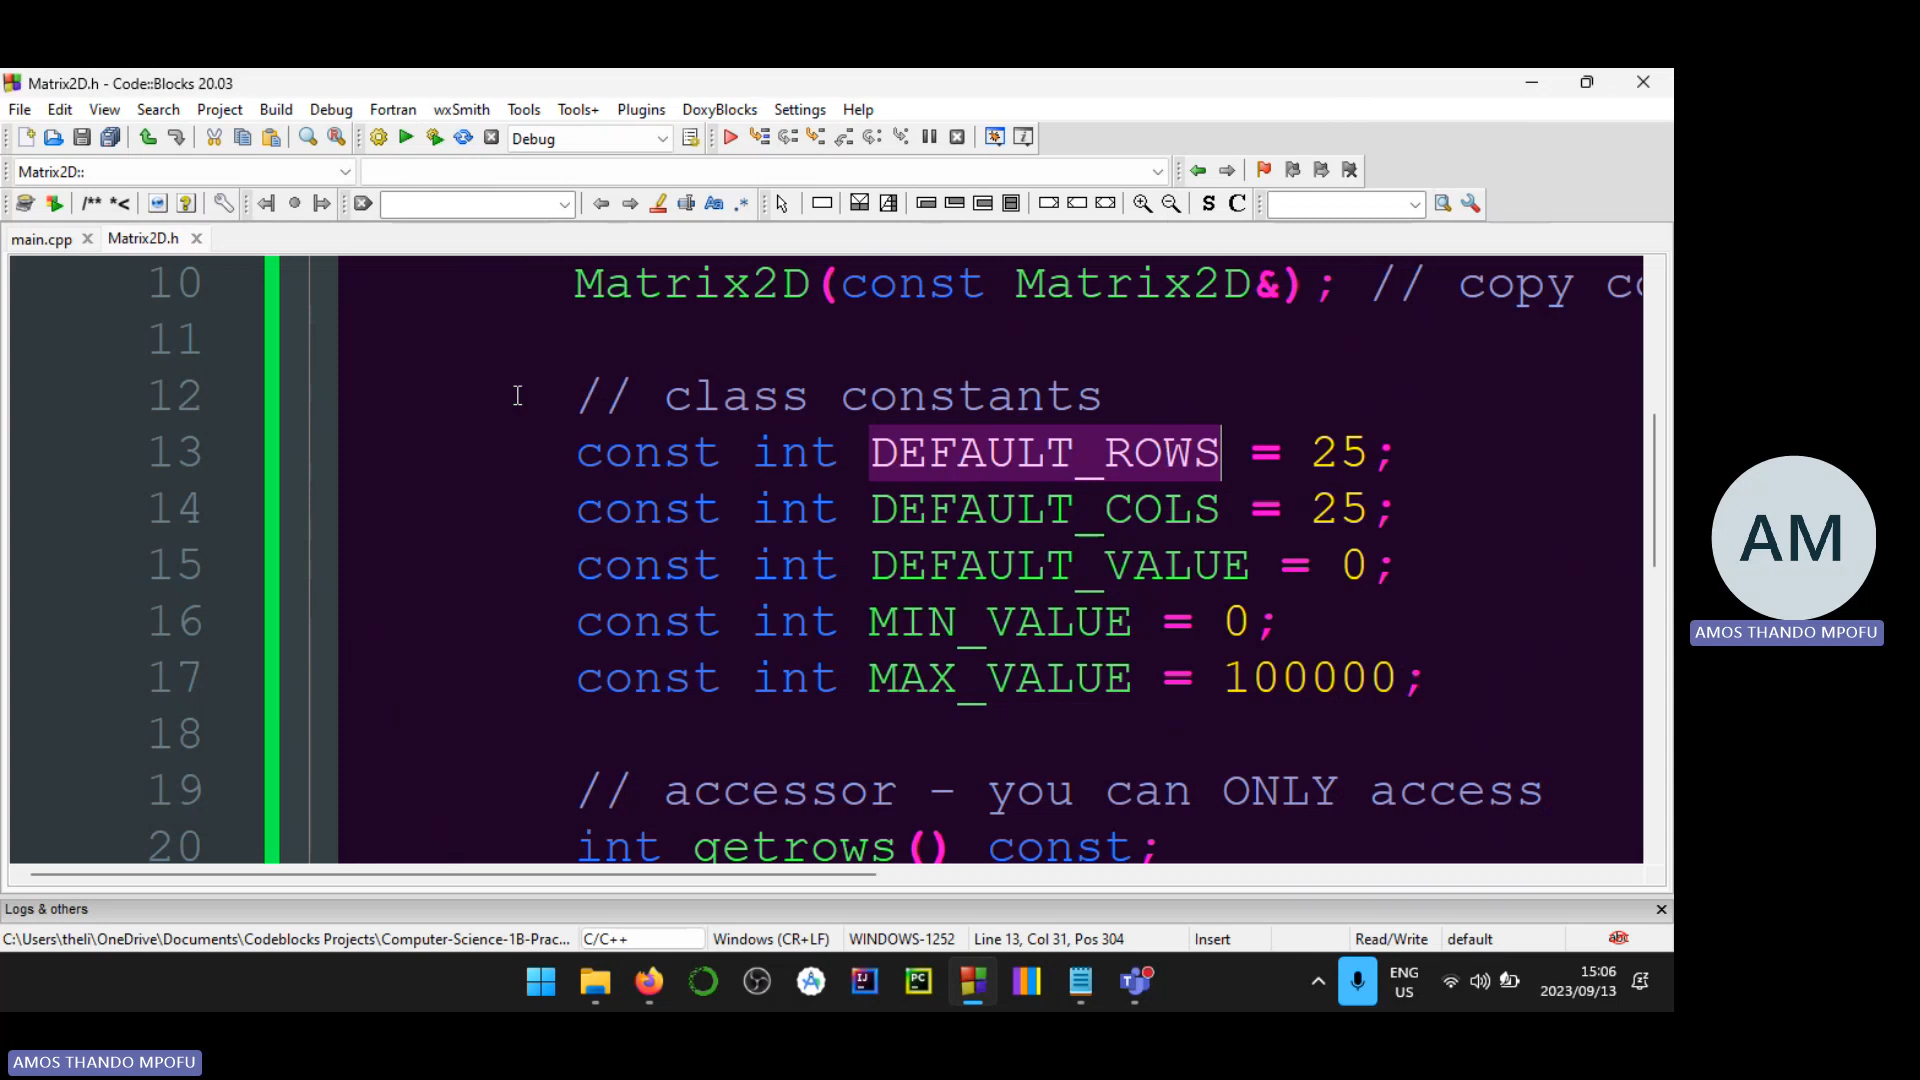 Matrix2D.h - Code::Blocks 20.03
File Edit View Search Project Build Debug Fortran wxSmith Tools Tools+ Plugins DoxyBlocks Settings Help
Debug
Matrix2D::
/** *< Aa .* S C
main.cpp Matrix2D.h
10 Matrix2D(const Matrix2D&); // copy co
11
12 // class constants
13 const int DEFAULT_ROWS = 25;
14 const int DEFAULT_COLS = 25;
15 const int DEFAULT_VALUE = 0;
16 const int MIN_VALUE = 0;
17 const int MAX_VALUE = 100000;
18
19 // accessor - you can ONLY access
20 int getrows() const;
AM
AMOS THANDO MPOFU
Logs & others
C:\Users\theli\OneDrive\Documents\Codeblocks Projects\Computer-Science-1B-Prac... C/C++ Windows (CR+LF) WINDOWS-1252 Line 13, Col 31, Pos 304 Insert Read/Write default abc
IJ PC T ENG US 15:06 2023/09/13
AMOS THANDO MPOFU